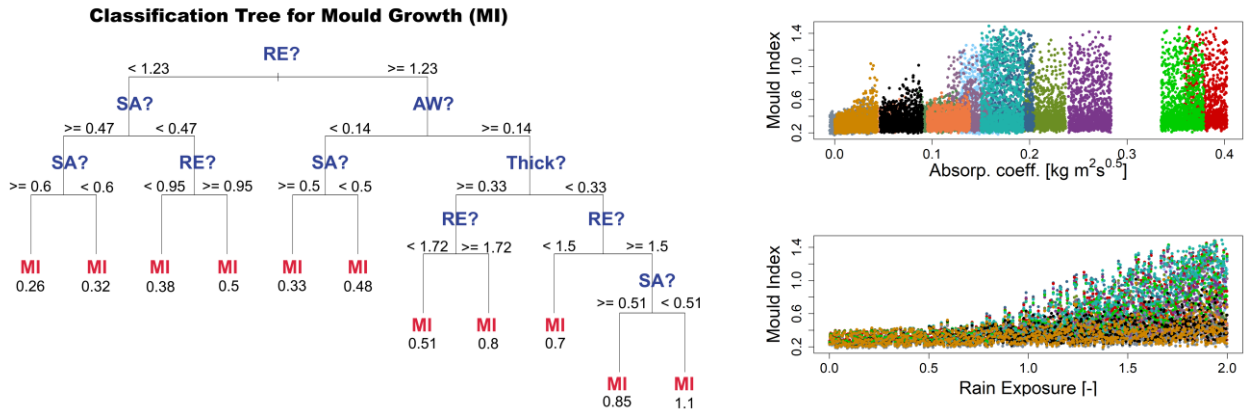 Classification Tree for Mould Growth (MI)
RE?
< 1.23 >= 1.23
SA? AW?
>= 0.47 < 0.47 < 0.14 >= 0.14
SA? RE? SA? Thick?
>= 0.6 < 0.6 < 0.95 >= 0.95 >= 0.5 < 0.5 >= 0.33 < 0.33
RE? RE?
< 1.72 >= 1.72 < 1.5 >= 1.5
MI MI MI MI MI MI SA?
0.26 0.32 0.38 0.5 0.33 0.48
>= 0.51 < 0.51
MI MI MI
0.51 0.8 0.7
MI MI
0.85 1.1
Mould Index
1.4
1.0
0.6
0.2
0.0 0.1 0.2 0.3 0.4
Absorp. coeff. [kg m²s⁰·⁵]
Mould Index
1.4
1.0
0.6
0.2
0.0 0.5 1.0 1.5 2.0
Rain Exposure [-]